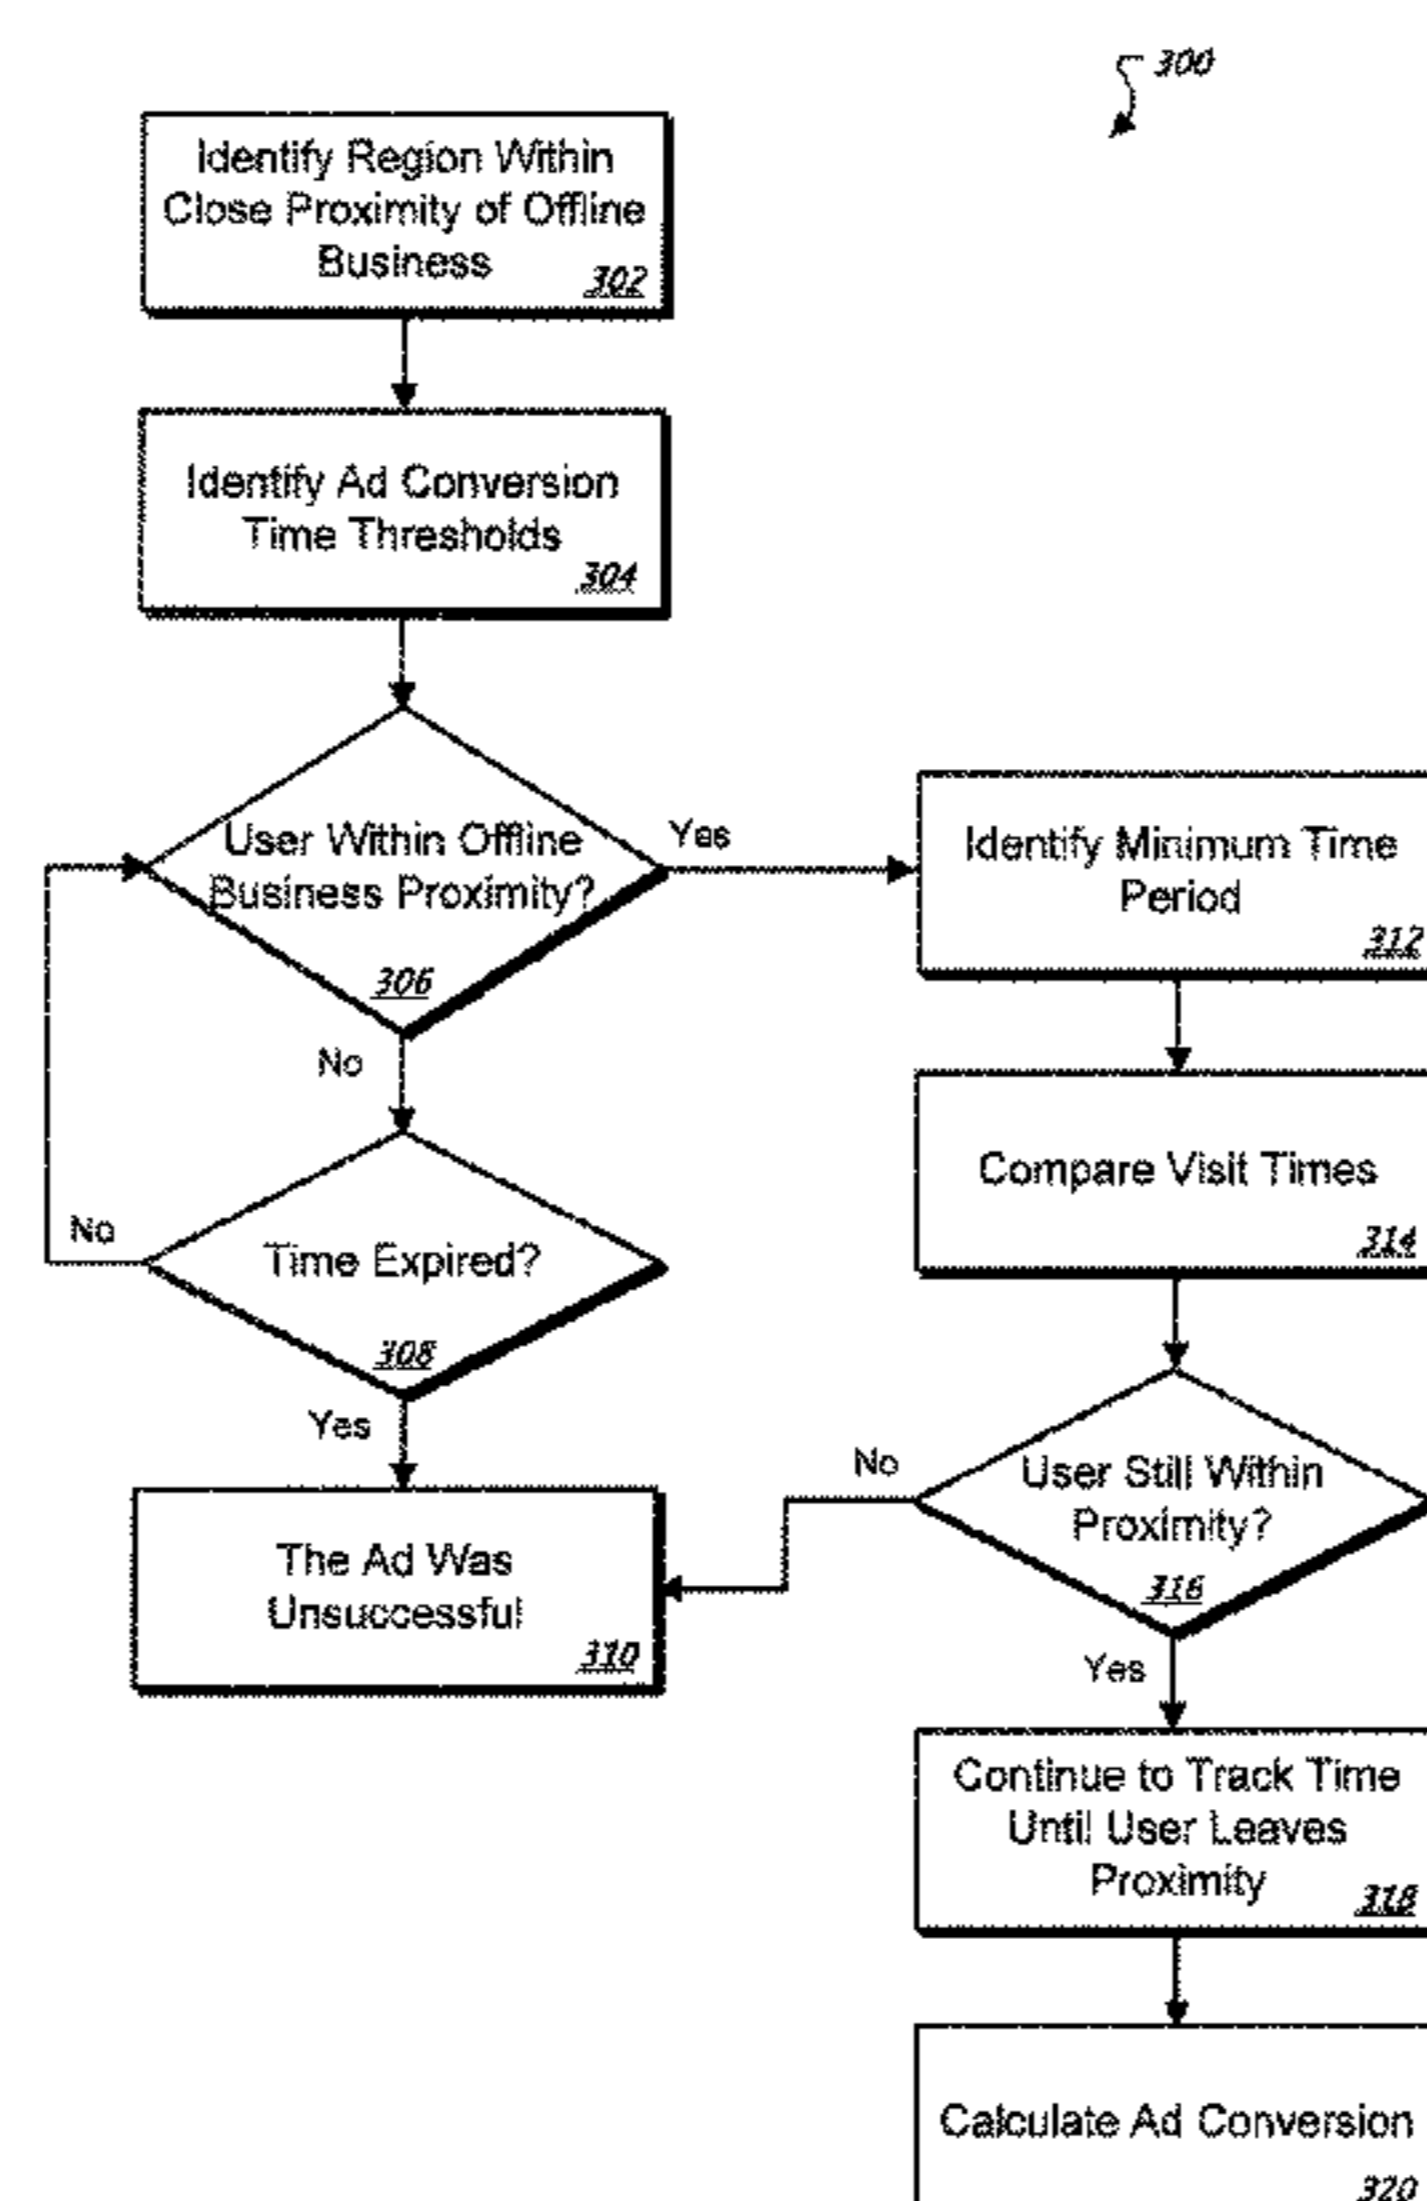 300
Identify Region Within
Close Proximity of Offline
Business
302
Identify Ad Conversion
Time Thresholds
304
User Within Offline
Business Proximity?
306
Yes
No
Time Expired?
308
No
Yes
The Ad Was
Unsuccessful
310
Identify Minimum Time
Period
312
Compare Visit Times
314
User Still Within
Proximity?
316
No
Yes
Continue to Track Time
Until User Leaves
Proximity
318
Calculate Ad Conversion
320